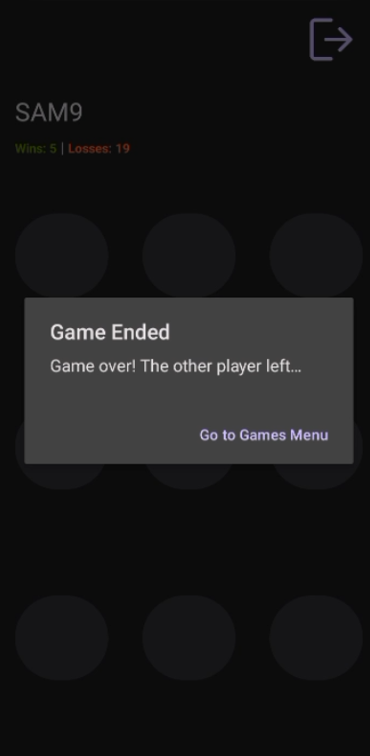 SAM9
Wins: 5 | Losses: 19
Game Ended
Game over! The other player left...
Go to Games Menu